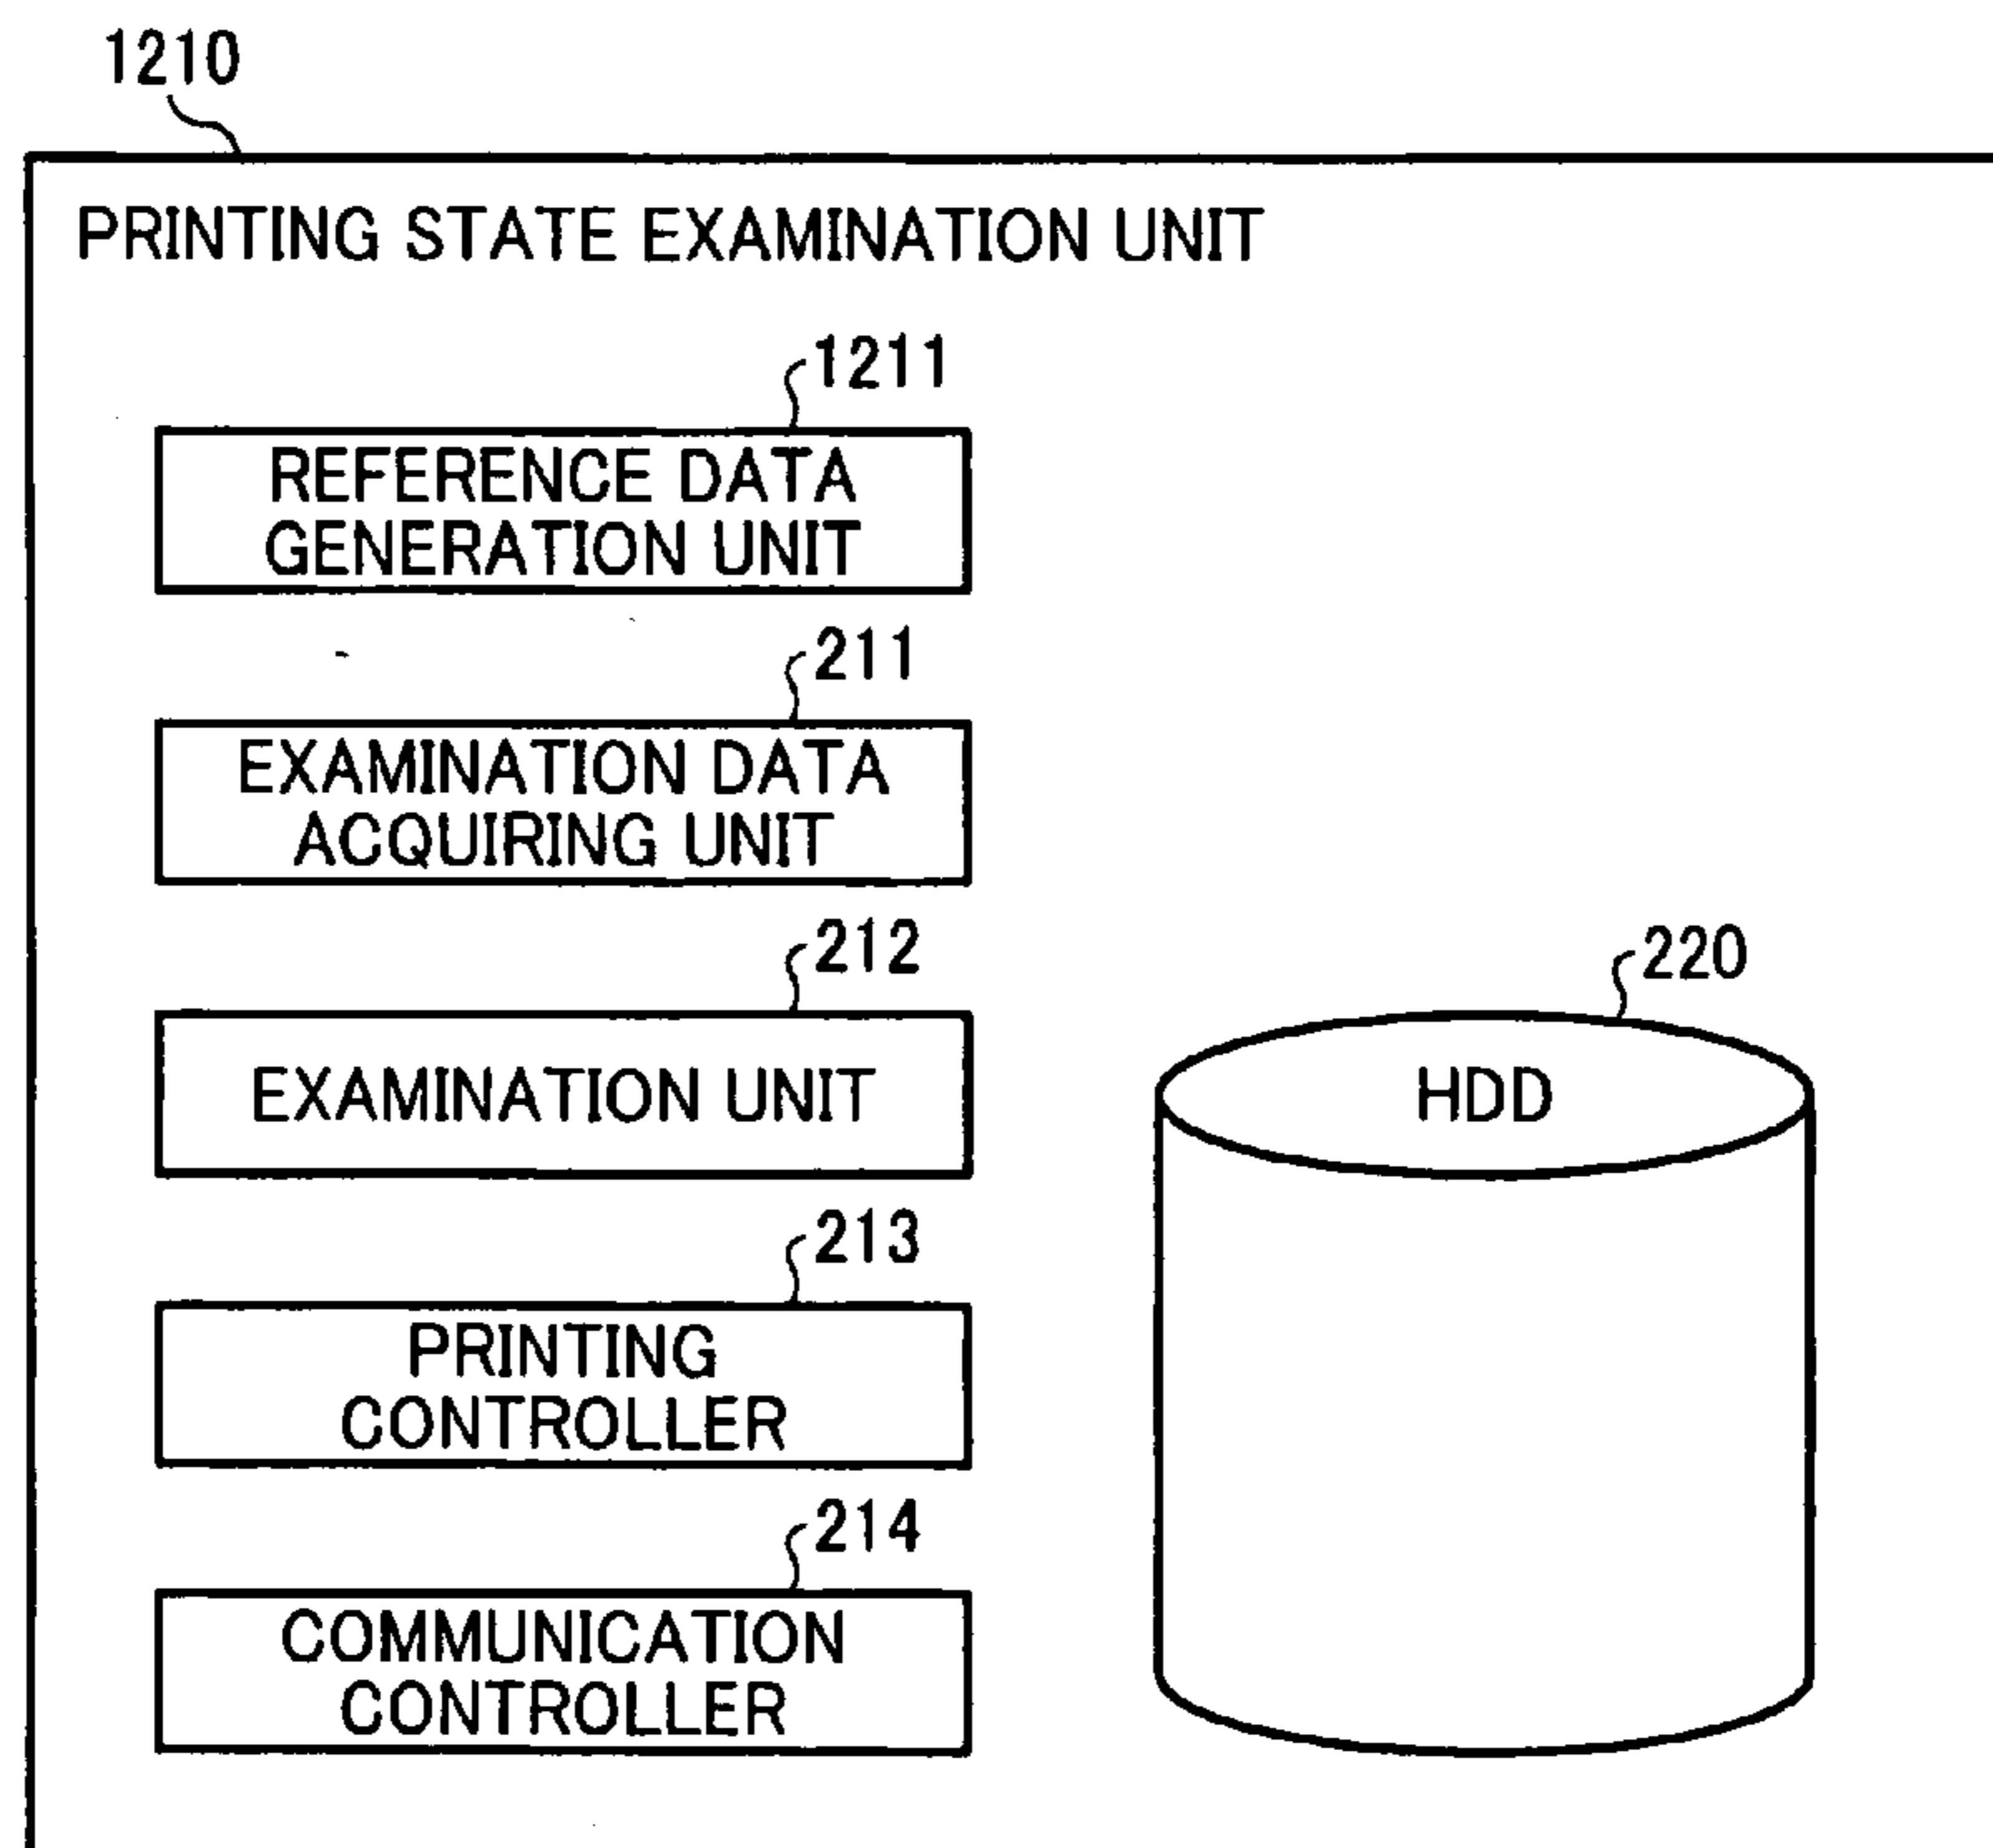 1210
PRINTING STATE EXAMINATION UNIT
1211
REFERENCE DATA
GENERATION UNIT
211
EXAMINATION DATA
ACQUIRING UNIT
212
EXAMINATION UNIT
220
HDD
213
PRINTING
CONTROLLER
214
COMMUNICATION
CONTROLLER